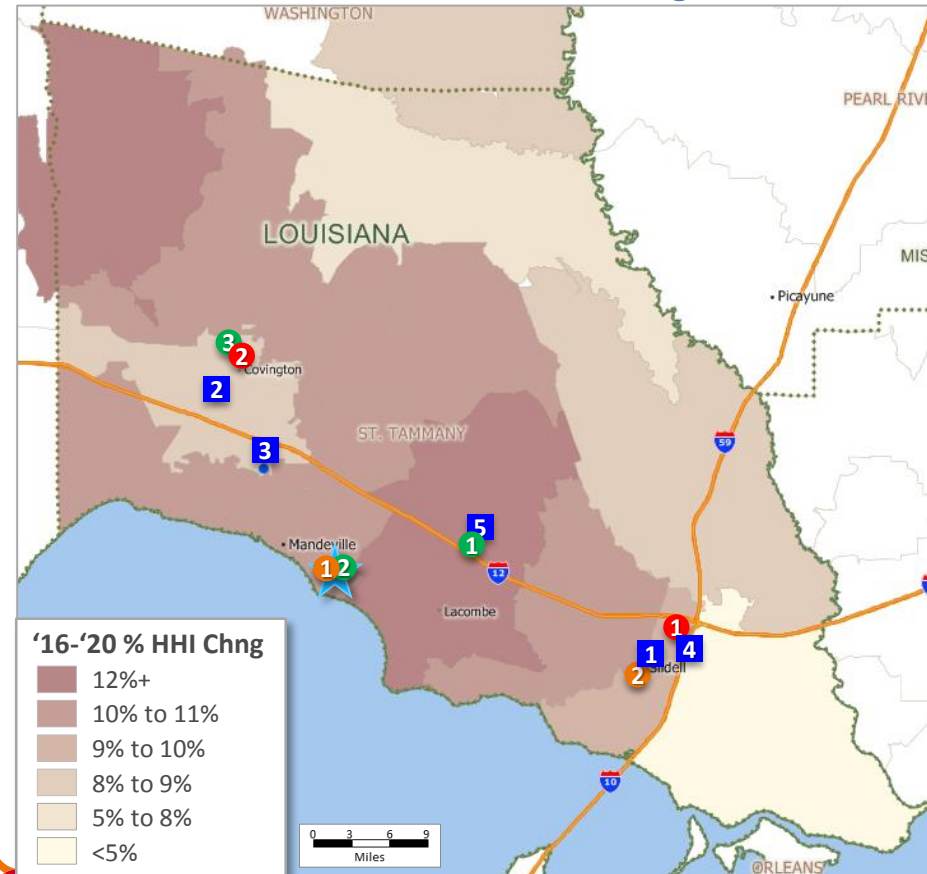 WASHINGTON
PEARL RIVE
LOUISIANA
MIS
Picayune
3
2
Covington
2
ST. TAMMANY
59
3
5
1
Mandeville
12
1 2
Lacombe
1
1
4
Slidell
2
10
0 3 6 9
Miles
ORLEANS
‘16-‘20 % HHI Chng
12%+
10% to 11%
9% to 10%
8% to 9%
5% to 8%
<5%